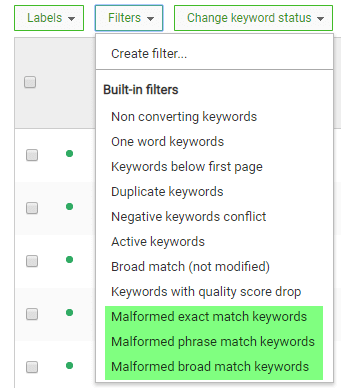 Labels Filters Change keyword status
Create filter...
Built-in filters
Non converting keywords
One word keywords
Keywords below first page
Duplicate keywords
Negative keywords conflict
Active keywords
Broad match (not modified)
Keywords with quality score drop
Malformed exact match keywords
Malformed phrase match keywords
Malformed broad match keywords